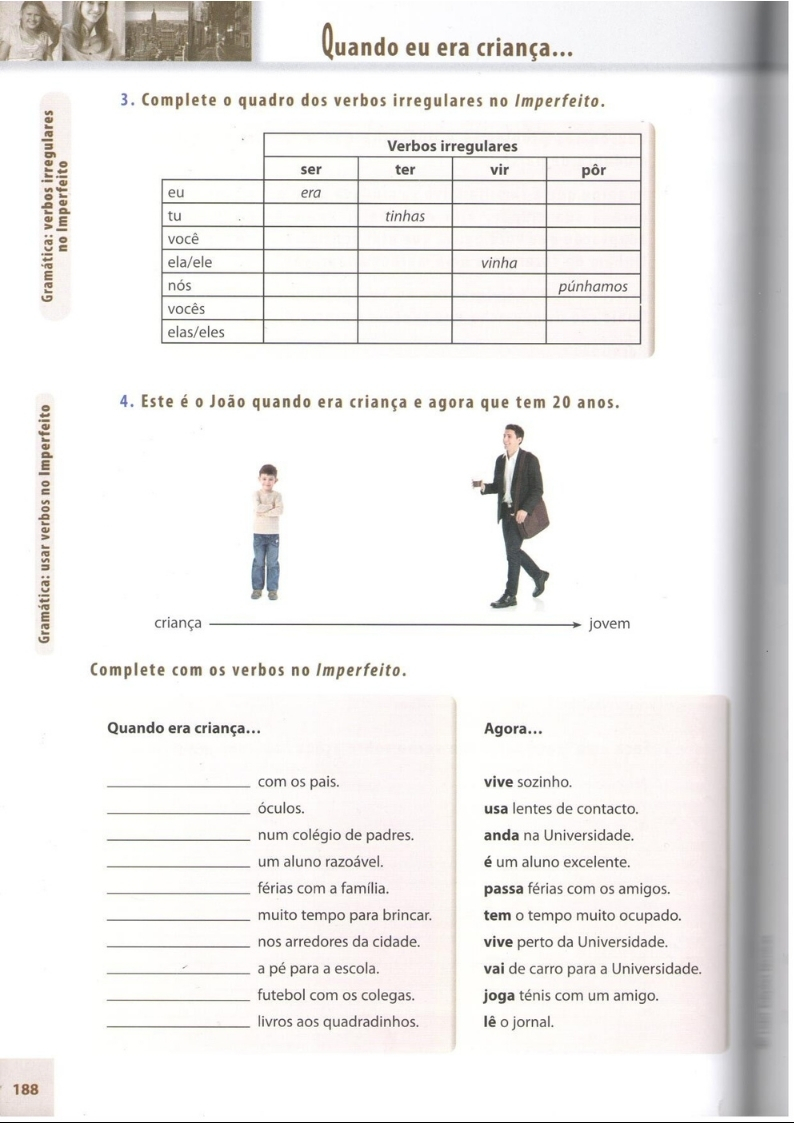 Quando eu era criança...
Gramática: verbos irregulares
no Imperfeito
3. Complete o quadro dos verbos irregulares no Imperfeito.
Verbos irregulares
ser ter vir pôr
eu era
tu tinhas
você
ela/ele vinha
nós púnhamos
vocês
elas/eles
Gramática: usar verbos no Imperfeito
4. Este é o João quando era criança e agora que tem 20 anos.
criança jovem
Complete com os verbos no Imperfeito.
Quando era criança... Agora...
com os pais. vive sozinho.
óculos. usa lentes de contacto.
num colégio de padres. anda na Universidade.
um aluno razoável. é um aluno excelente.
férias com a família. passa férias com os amigos.
muito tempo para brincar. tem o tempo muito ocupado.
nos arredores da cidade. vive perto da Universidade.
a pé para a escola. vai de carro para a Universidade.
futebol com os colegas. joga ténis com um amigo.
livros aos quadradinhos. lê o jornal.
188